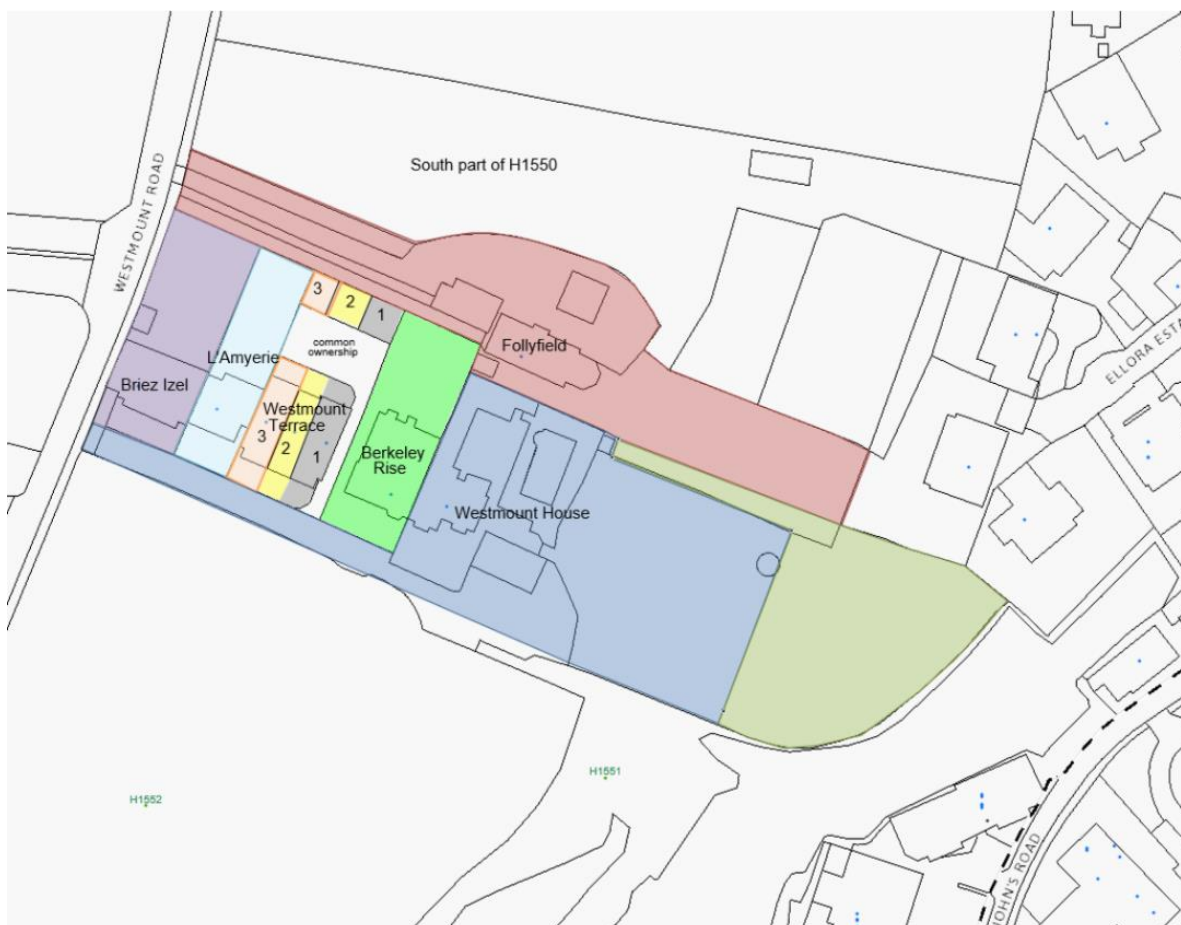 South part of H1550
WESTMOUNT ROAD
3
2
1
common
ownership
L'Amyerie
Briez Izel
Westmount
Terrace
3
2
1
Berkeley
Rise
Follyfield
Westmount House
ELLORA ESTA
H1551
H1552
JOHN'S ROAD